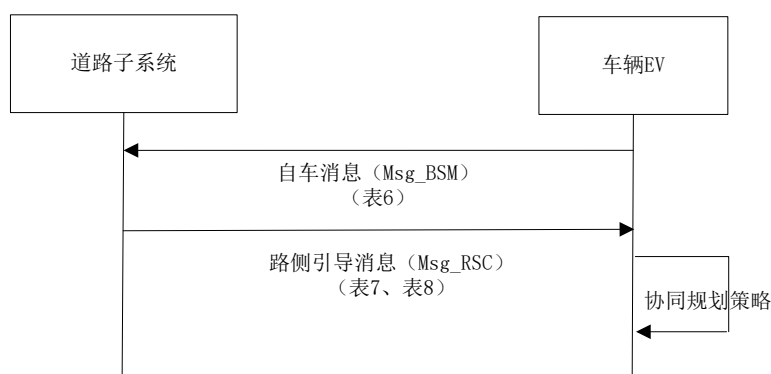 道路子系统
车辆EV
自车消息（Msg_BSM）
（表6）
路侧引导消息（Msg_RSC）
（表7、表8）
协同规划策略